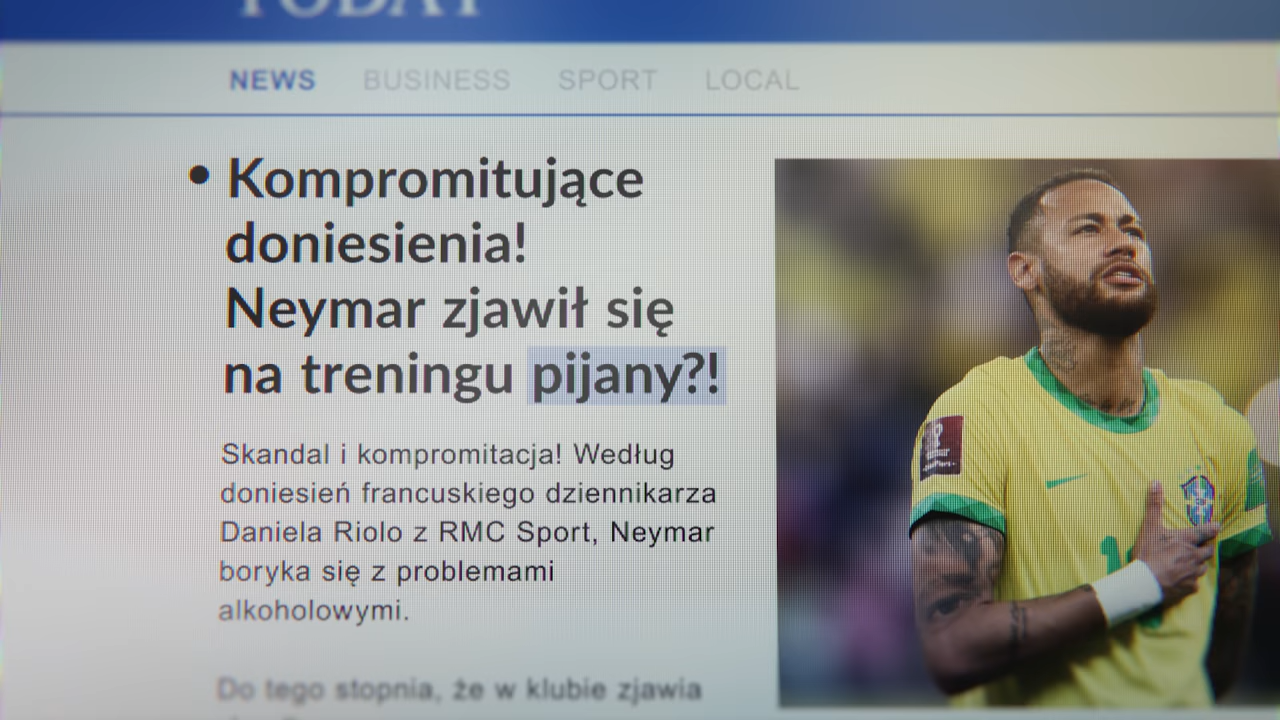 TODAY
NEWS BUSINESS SPORT LOCAL
• Kompromitujące
doniesienia!
Neymar zjawił się
na treningu pijany?!
Skandal i kompromitacja! Według
doniesień francuskiego dziennikarza
Daniela Riolo z RMC Sport, Neymar
boryka się z problemami
alkoholowymi.
Do tego stopnia, że w klubie zjawia